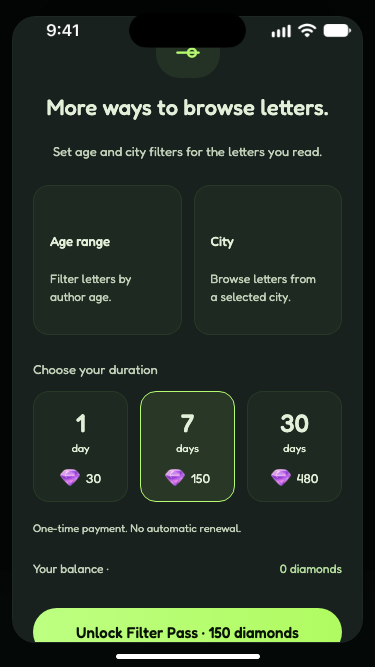 9:41
More ways to browse letters.
Set age and city filters for the letters you read.
Age range
Filter letters by
author age.
City
Browse letters from
a selected city.
Choose your duration
1
day
30
7
days
150
30
days
480
One-time payment. No automatic renewal.
Your balance · 0 diamonds
Unlock Filter Pass · 150 diamonds